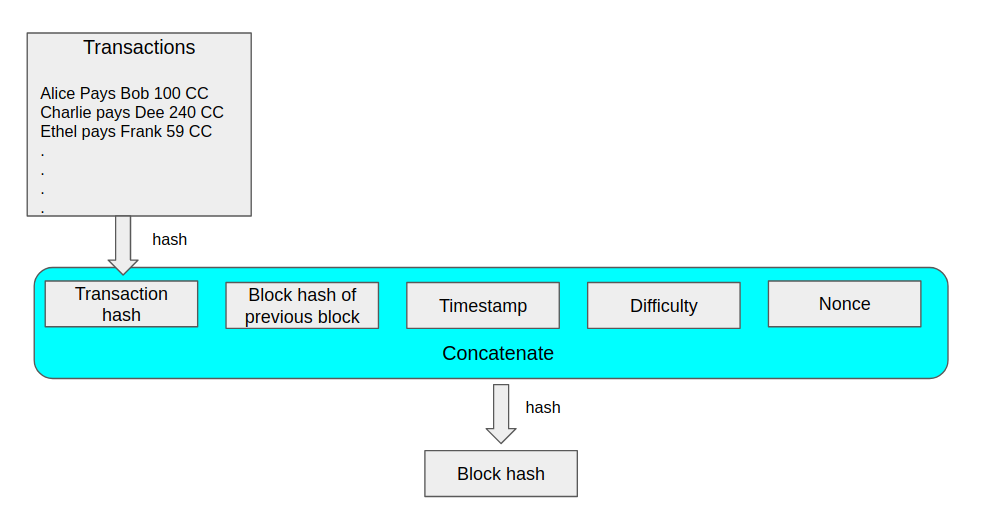 Transactions
Alice Pays Bob 100 CC
Charlie pays Dee 240 CC
Ethel pays Frank 59 CC
.
.
.
.
hash
Transaction
hash
Block hash of
previous block
Timestamp
Difficulty
Nonce
Concatenate
hash
Block hash